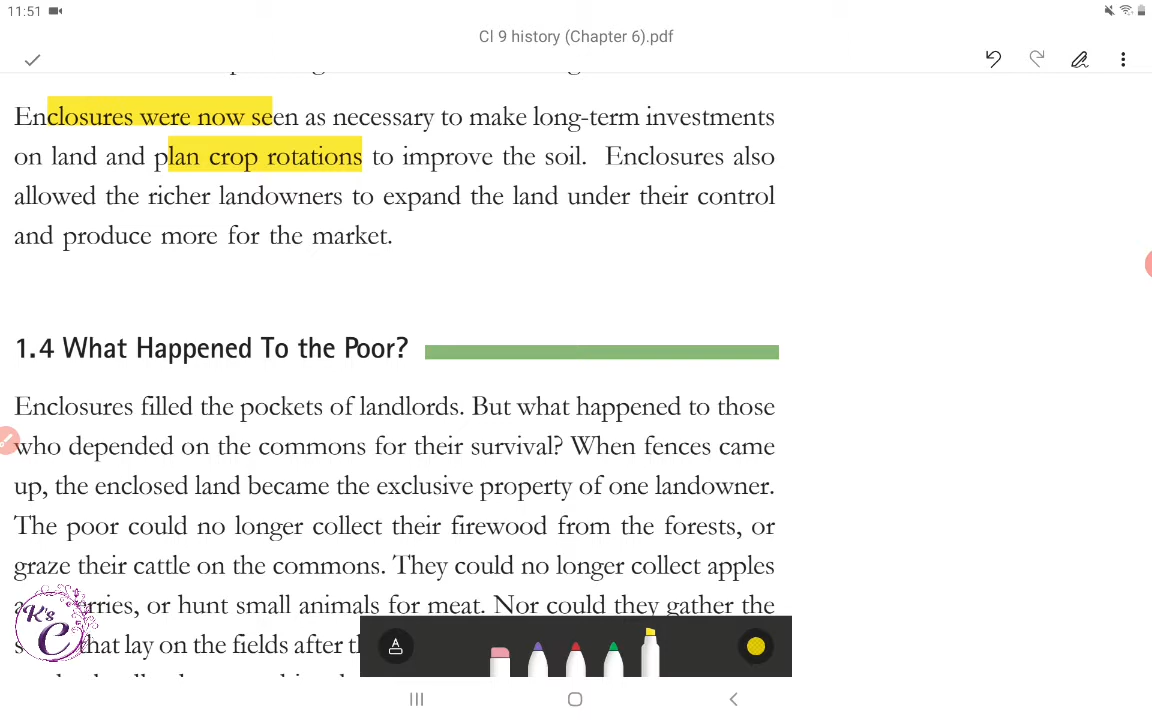 11:51
Cl 9 history (Chapter 6).pdf
Enclosures were now seen as necessary to make long-term investments
on land and plan crop rotations to improve the soil. Enclosures also
allowed the richer landowners to expand the land under their control
and produce more for the market.
1.4 What Happened To the Poor?
Enclosures filled the pockets of landlords. But what happened to those
who depended on the commons for their survival? When fences came
up, the enclosed land became the exclusive property of one landowner.
The poor could no longer collect their firewood from the forests, or
graze their cattle on the commons. They could no longer collect apples
or hunt small animals for meat. Nor could they gather the
that lay on the fields after
K's
C
A